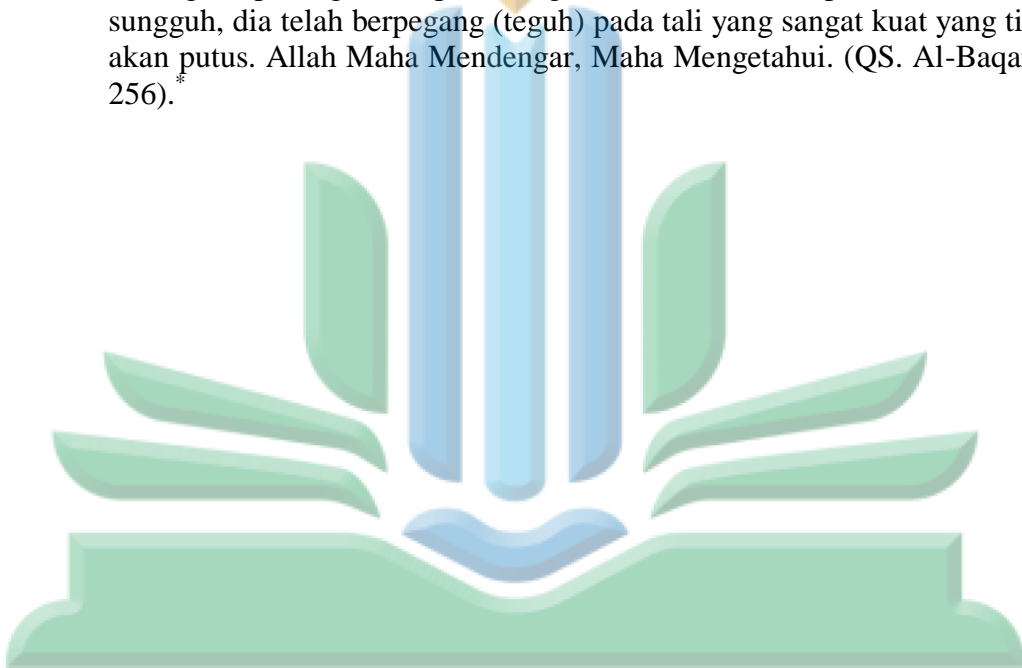 sungguh, dia telah berpegang (teguh) pada tali yang sangat kuat yang ti
akan putus. Allah Maha Mendengar, Maha Mengetahui. (QS. Al-Baqa
256).*